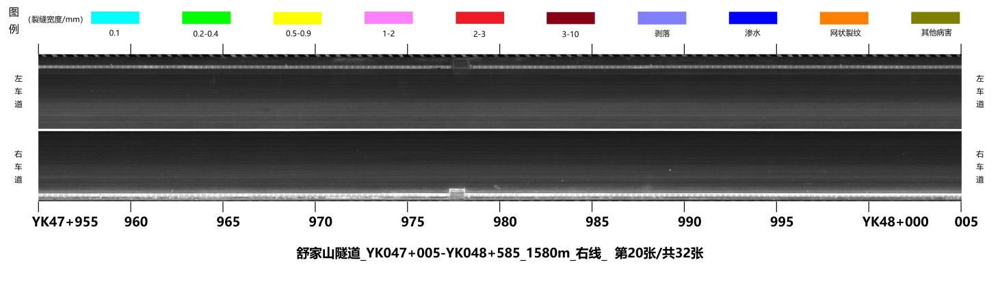 图例 (裂缝宽度/mm) 0.1 0.2-0.4 0.5-0.9 1-2 2-3 3-10 剥落 渗水 网状裂纹 其他病害
左车道 左车道
右车道 右车道
YK47+955 960 965 970 975 980 985 990 995 YK48+000 005
舒家山隧道_YK047+005-YK048+585_1580m_右线_ 第20张/共32张